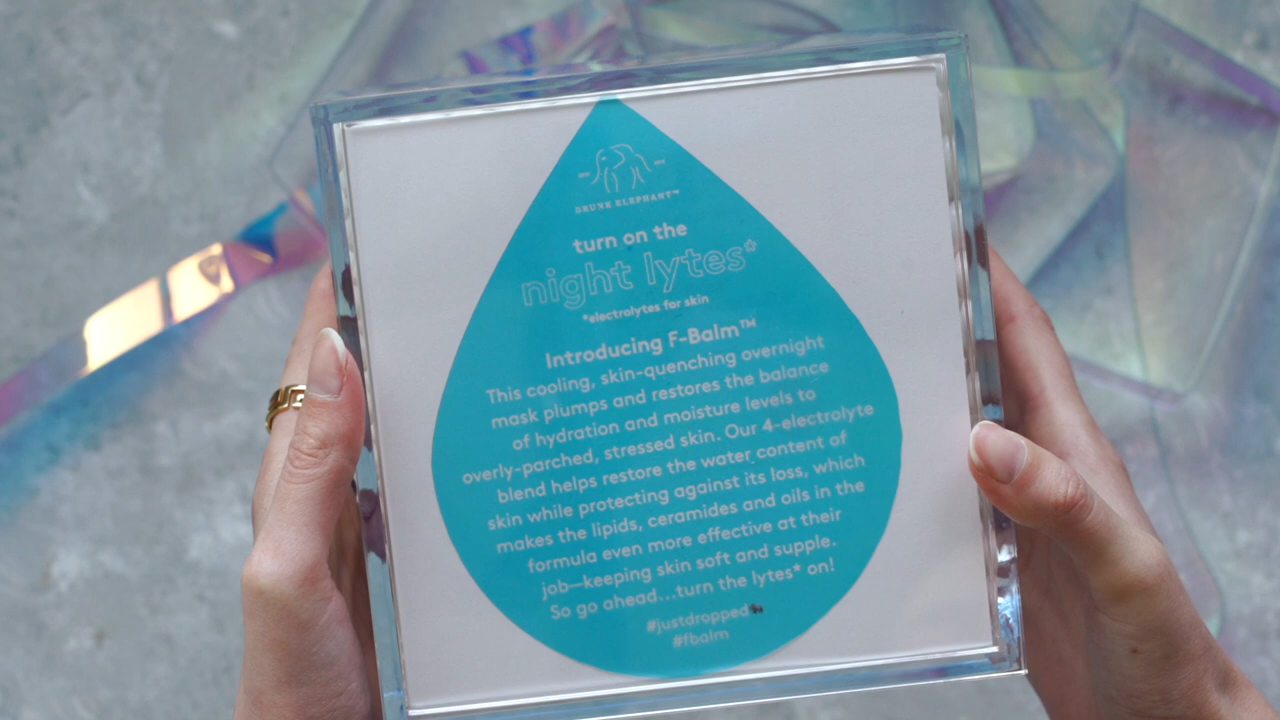 DRUNK ELEPHANT™
turn on the
night lytes*
*electrolytes for skin
Introducing F-Balm™
This cooling, skin-quenching overnight
mask plumps and restores the balance
of hydration and moisture levels to
overly-parched, stressed skin. Our 4-electrolyte
blend helps restore the water content of
skin while protecting against its loss, which
makes the lipids, ceramides and oils in the
formula even more effective at their
job—keeping skin soft and supple.
So go ahead...turn the lytes* on!
#justdropped
#fbalm